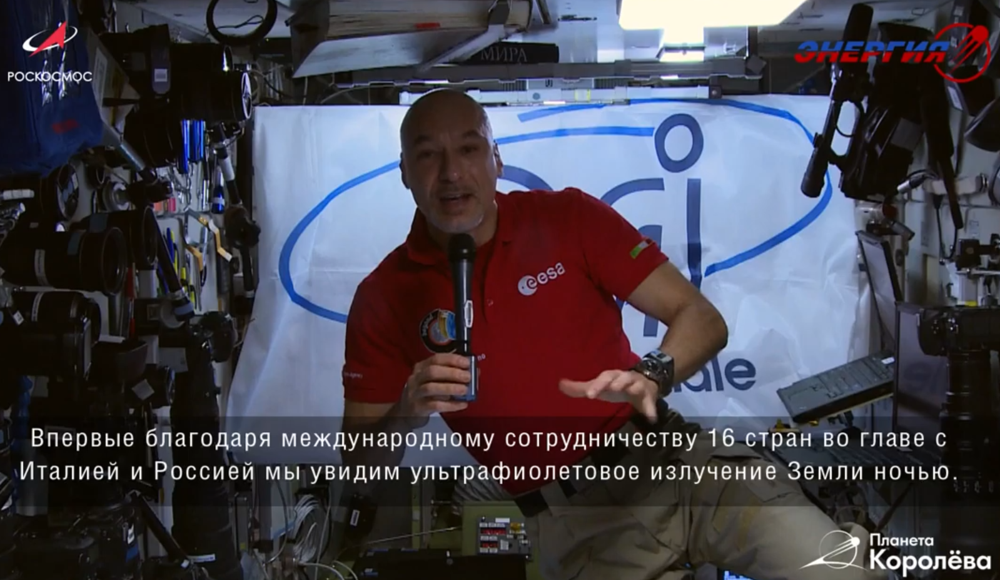 РОСКОСМОС
ЭНЕРГИЯ
МИРА
esa
Впервые благодаря международному сотрудничеству 16 стран во главе с
Италией и Россией мы увидим ультрафиолетовое излучение Земли ночью.
Планета
Королёва